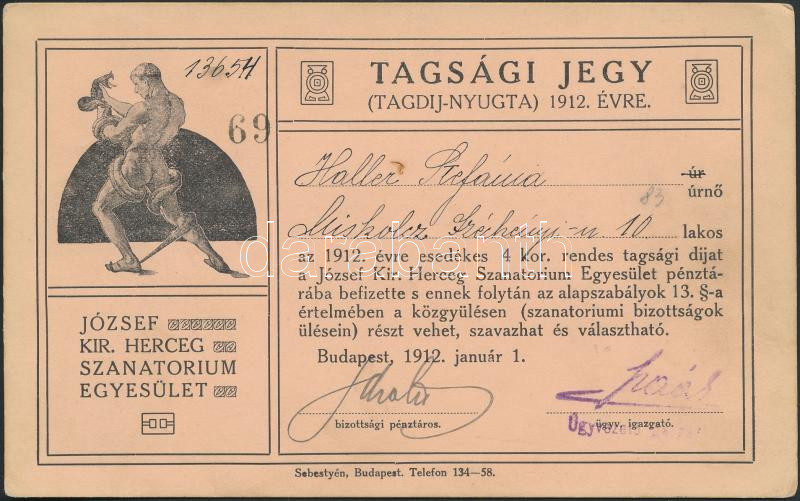 13654
69
TAGSÁGI JEGY
(TAGDIJ-NYUGTA) 1912. ÉVRE.
Haller Stefánia úr
83 úrnő
Miskolcz Széchenyi-u 10 lakos
az 1912. évre esedékes 4 kor. rendes tagsági dijat
a József Kir. Herceg Szanatorium Egyesület pénztá-
rába befizette s ennek folytán az alapszabályok 13. §-a
értelmében a közgyülésen (szanatoriumi bizottságok
ülésein) részt vehet, szavazhat és választható.
Budapest, 1912. január 1.
bizottsági pénztáros.
ügyv. igazgató.
JÓZSEF
KIR. HERCEG
SZANATORIUM
EGYESÜLET
Sebestyén, Budapest. Telefon 134—58.
darabanth